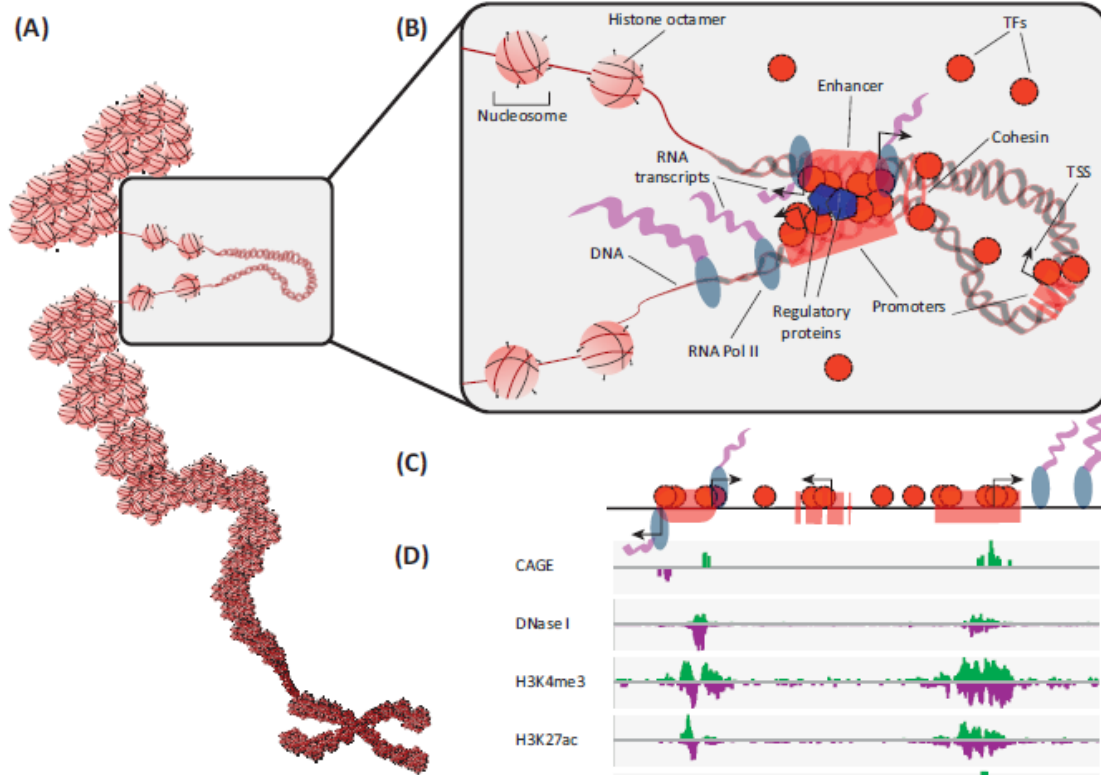 (A)
(B)
Histone octamer
TFs
Nucleosome
Enhancer
RNA
transcripts
Cohesin
TSS
DNA
Regulatory
proteins
Promoters
RNA Pol II
(C)
(D)
CAGE
DNase I
H3K4me3
H3K27ac